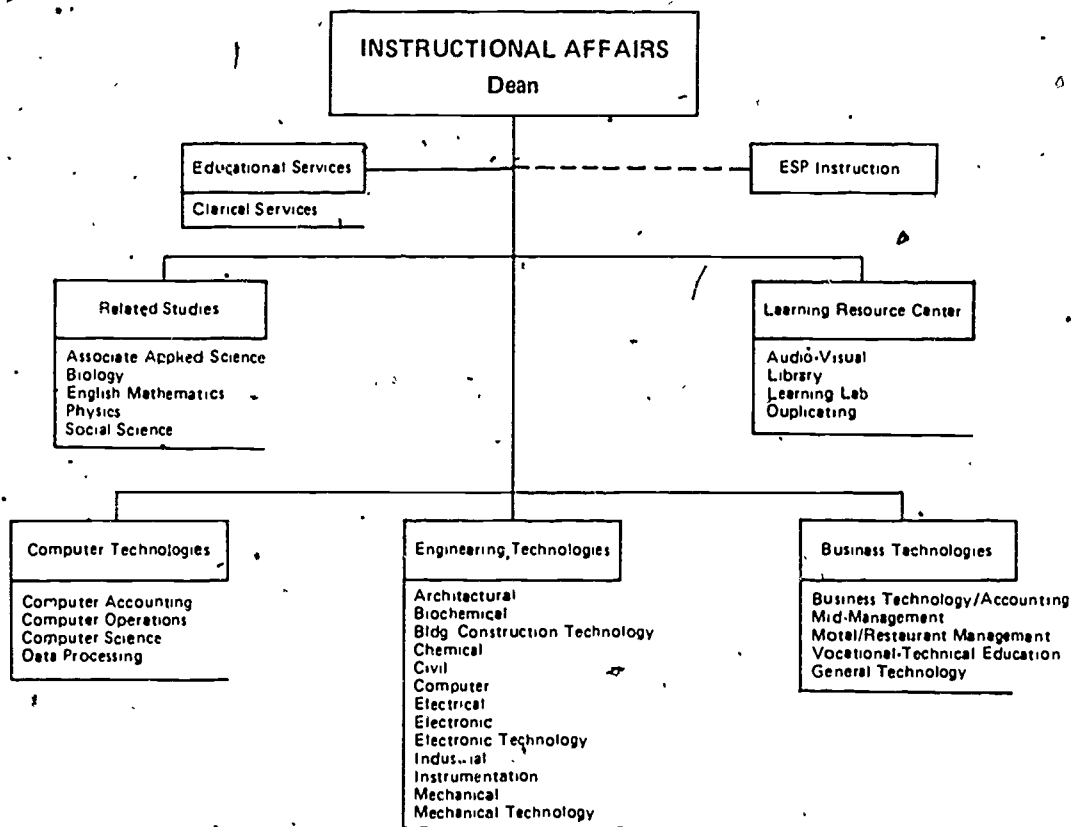 INSTRUCTIONAL AFFAIRS
Dean
Educational Services
Clarical Services
ESP Instruction
Related Studies
Associate Applied Science
Biology
English Mathematics
Physics
Social Science
Learning Resource Center
Audio-Visual
Library
Learning Lab
Duplicating
Computer Technologies
Computer Accounting
Computer Operations
Computer Science
Data Processing
Engineering Technologies
Architectural
Biochemical
Bldg Construction Technology
Chemical
Civil
Computer
Electrical
Electronic
Electronic Technology
Industrial
Instrumentation
Mechanical
Mechanical Technology
Business Technologies
Business Technology/Accounting
Mid-Management
Motel/Restaurant Management
Vocational-Technical Education
General Technology